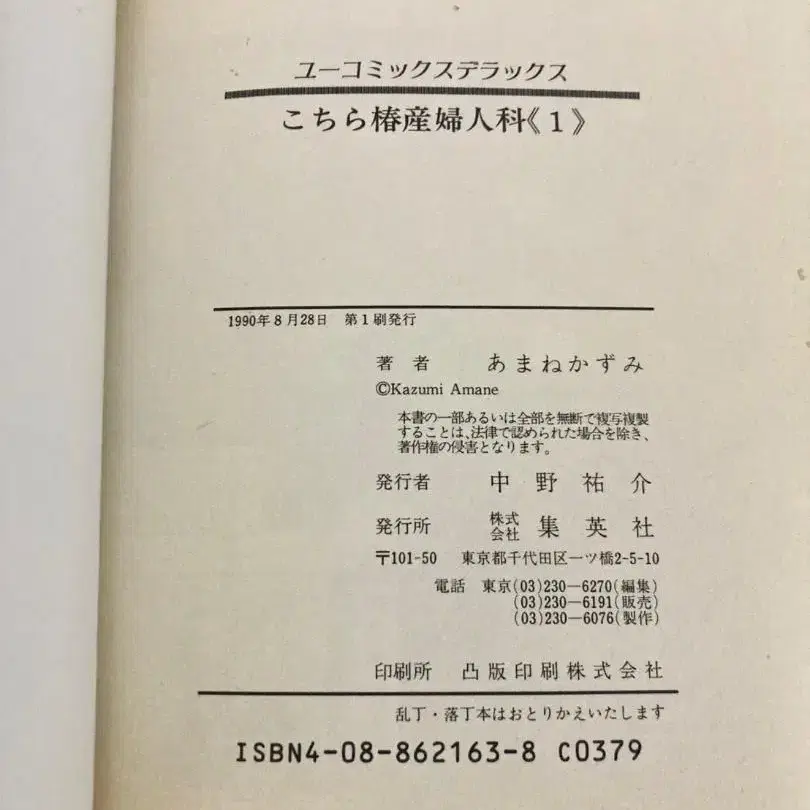 ユーコミックスデラックス
こちら椿産婦人科《1》
1990年8月28日 第1刷発行
著者 あまねかずみ
©Kazumi Amane
本書の一部あるいは全部を無断で複写複製
することは、法律で認められた場合を除き、
著作権の侵害となります。
発行者 中野祐介
発行所 株式会社 集英社
〒101-50 東京都千代田区一ツ橋2-5-10
電話 東京(03)230—6270(編集)
(03)230—6191(販売)
(03)230—6076(製作)
印刷所 凸版印刷株式会社
乱丁・落丁本はおとりかえいたします
ISBN4-08-862163-8 C0379